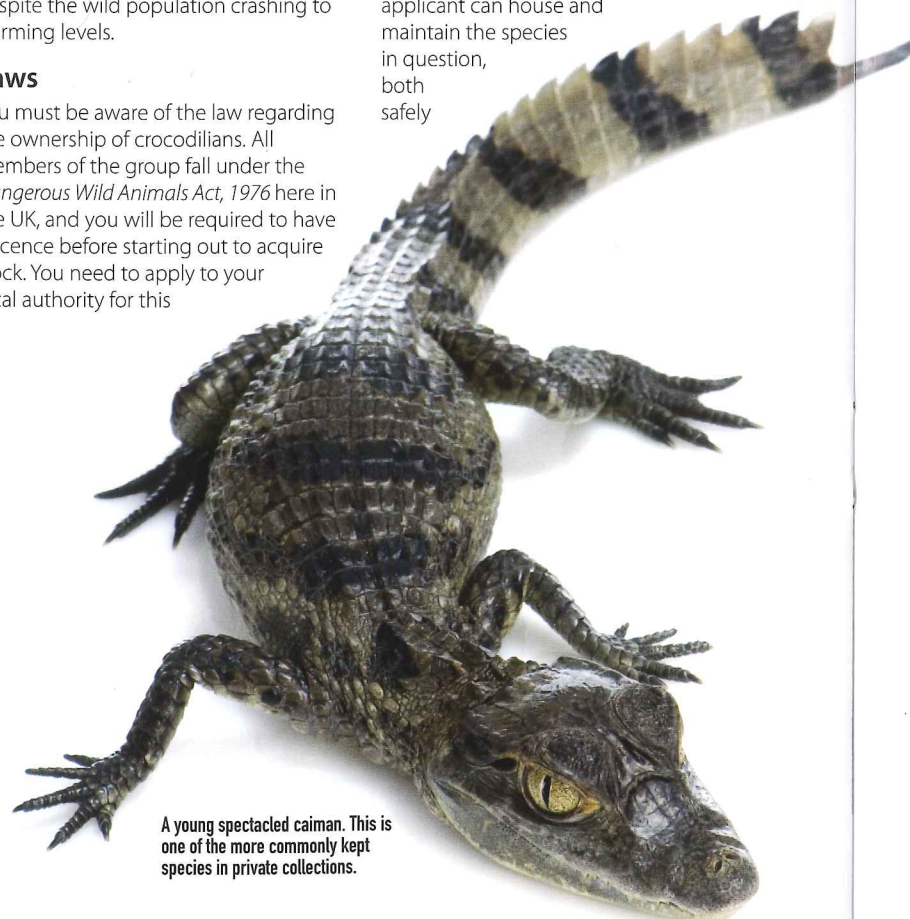 spite the wild population crashing to
rming levels.
aws
u must be aware of the law regarding
e ownership of crocodilians. All
embers of the group fall under the
ngerous Wild Animals Act, 1976 here in
e UK, and you will be required to have
icence before starting out to acquire
ock. You need to apply to your
cal authority for this
applicant can house and
maintain the species
in question,
both
safely
A young spectacled caiman. This is
one of the more commonly kept
species in private collections.